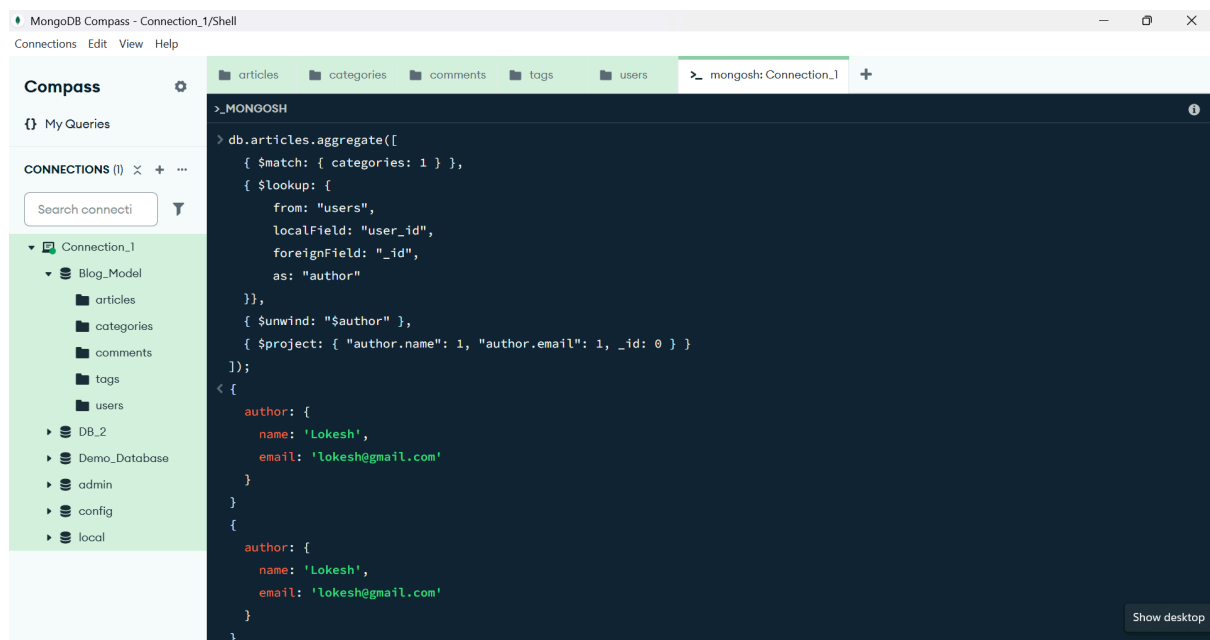 MongoDB Compass - Connection_1/Shell
Connections Edit View Help
Compass
{} My Queries
CONNECTIONS (1)
Search connecti
Connection_1
Blog_Model
articles
categories
comments
tags
users
DB_2
Demo_Database
admin
config
local
articles categories comments tags users >_ mongosh: Connection_1 +
>_MONGOSH
> db.articles.aggregate([
{ $match: { categories: 1 } },
{ $lookup: {
from: "users",
localField: "user_id",
foreignField: "_id",
as: "author"
}},
{ $unwind: "$author" },
{ $project: { "author.name": 1, "author.email": 1, _id: 0 } }
]);
< {
author: {
name: 'Lokesh',
email: 'lokesh@gmail.com'
}
}
{
author: {
name: 'Lokesh',
email: 'lokesh@gmail.com'
}
}
Show desktop